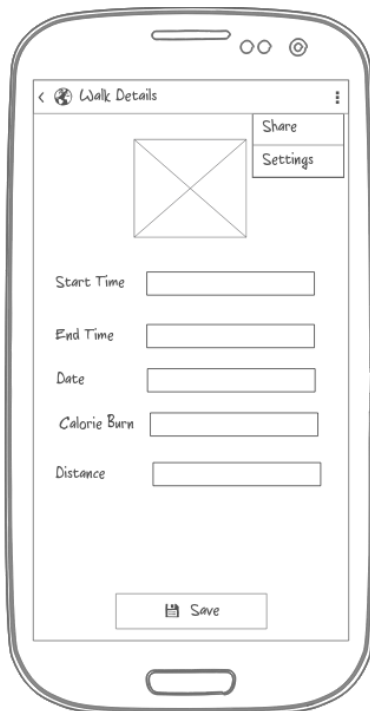 Walk Details
Share
Settings
Start Time
End Time
Date
Calorie Burn
Distance
Save